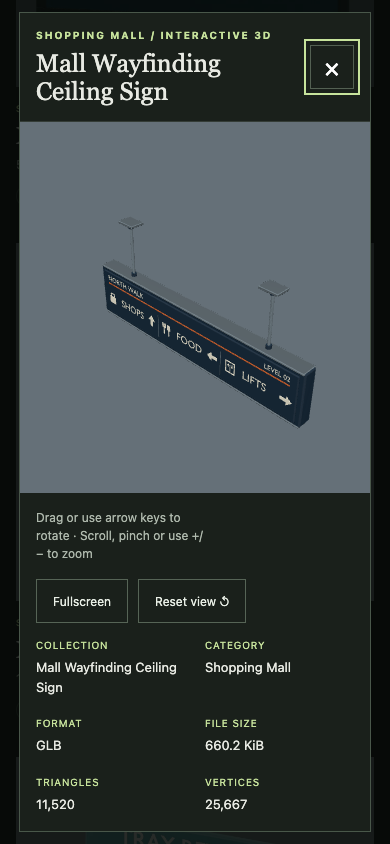 SHOPPING MALL / INTERACTIVE 3D
Mall Wayfinding
Ceiling Sign
×
NORTH WALK
SHOPS
FOOD
LEVEL 02
LIFTS
Drag or use arrow keys to
rotate · Scroll, pinch or use +/
− to zoom
Fullscreen
Reset view ↺
COLLECTION
CATEGORY
Mall Wayfinding Ceiling
Sign
Shopping Mall
FORMAT
FILE SIZE
GLB
660.2 KiB
TRIANGLES
VERTICES
11,520
25,667